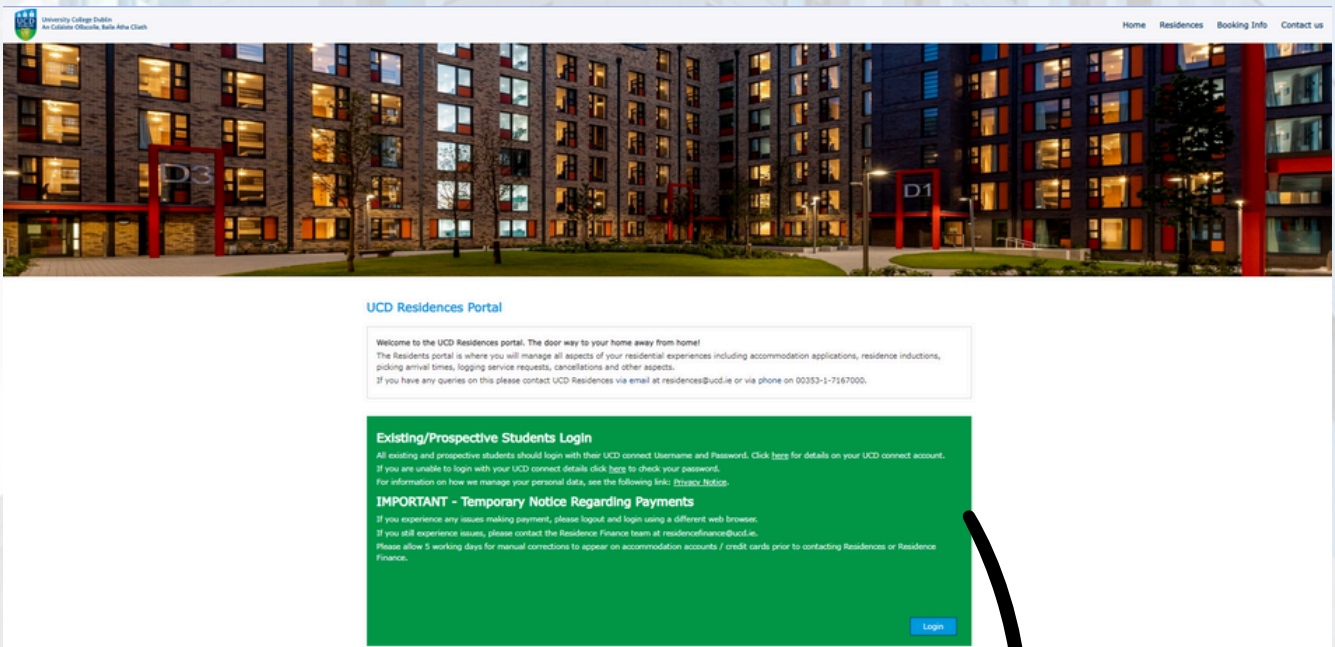 University College Dublin
An Coláiste Ollscoile, Baile Átha Cliath
Home Residences Booking Info Contact us
D3
D1
UCD Residences Portal
Welcome to the UCD Residences portal. The door way to your home away from home!
The Residents portal is where you will manage all aspects of your residential experiences including accommodation applications, residence inductions,
picking arrival times, logging service requests, cancellations and other aspects.
If you have any queries on this please contact UCD Residences via email at residences@ucd.ie or via phone on 00353-1-7167000.
Existing/Prospective Students Login
All existing and prospective students should login with their UCD connect Username and Password. Click here for details on your UCD connect account.
If you are unable to login with your UCD connect details click here to check your password.
For information on how we manage your personal data, see the following link: Privacy Notice.
IMPORTANT - Temporary Notice Regarding Payments
If you experience any issues making payment, please logout and login using a different web browser.
If you still experience issues, please contact the Residence Finance team at residencefinance@ucd.ie.
Please allow 5 working days for manual corrections to appear on accommodation accounts / credit cards prior to contacting Residences or Residence
Finance.
Login